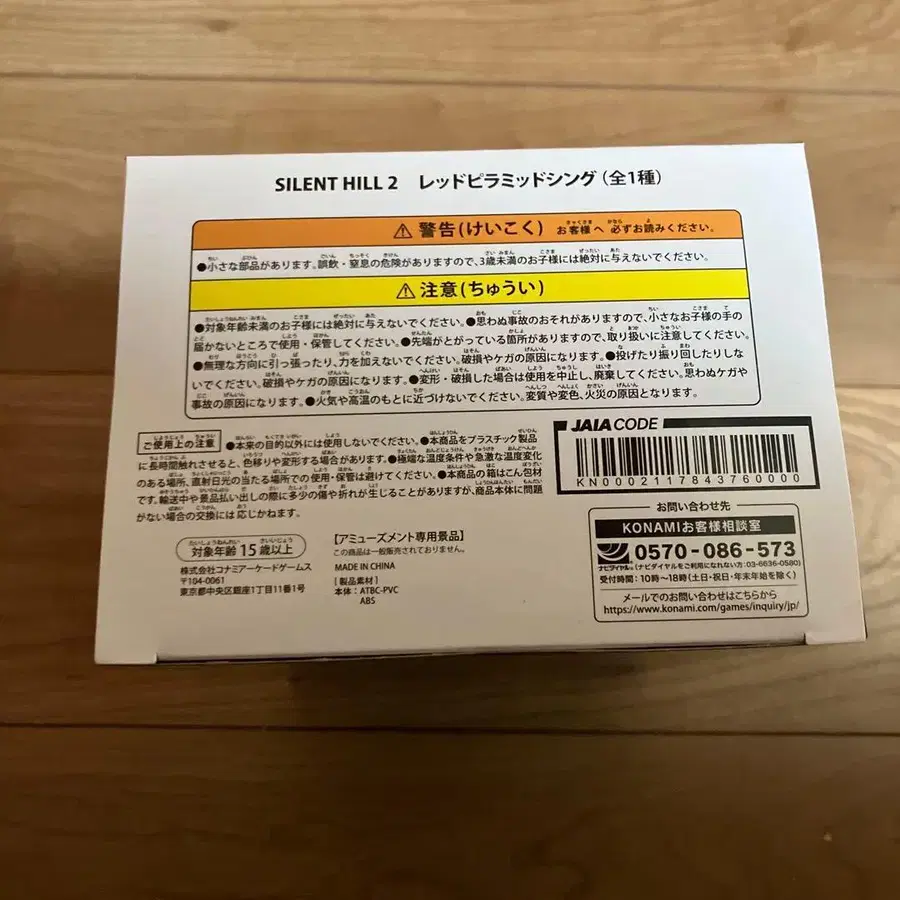 SILENT HILL 2 レッドピラミッドシング(全1種)
⚠ 警告(けいこく) お客様へ 必ずお読みください。
●小さな部品があります。誤飲・窒息の危険がありますので、3歳未満のお子様には絶対に与えないでください。
⚠ 注意(ちゅうい)
●対象年齢未満のお子様には絶対に与えないでください。●思わぬ事故のおそれがありますので、小さなお子様の手の
届かないところで使用・保管してください。●先端がとがっている箇所がありますので、取り扱いに注意してください。
●無理な方向に引っ張ったり、力を加えないでください。破損やケガの原因になります。●投げたり振り回したりしな
いでください。破損やケガの原因になります。●変形・破損した場合は使用を中止し、廃棄してください。思わぬケガや
事故の原因になります。●火気や高温のもとに近づけないでください。変質や変色、火災の原因となります。
ご使用上の注意 ●本来の目的以外には使用しないでください。●本商品をプラスチック製品
に長時間触れさせると、色移りや変形する場合があります。●極端な温度条件や急激な温度変化
のある場所、直射日光の当たる場所での使用・保管は避けてください。●本商品の箱はこん包材
です。輸送中や景品払い出しの際に多少の傷や折れが生じることがありますが、商品本体に問題
がない場合の交換には応じかねます。
JAIA CODE
KN00021178437600000
対象年齢 15歳以上
株式会社コナミアーケードゲームス
〒104-0061
東京都中央区銀座1丁目11番1号
【アミューズメント専用景品】
この商品は一般販売されておりません。
MADE IN CHINA
[製品素材]
本体:ATBC-PVC
ABS
お問い合わせ先
KONAMIお客様相談室
ナビダイヤル® 0570-086-573
(ナビダイヤルをご利用になれない方:03-6636-0580)
受付時間:10時〜18時(土日・祝日・年末年始を除く)
メールでのお問い合わせはこちらから
https://www.konami.com/games/inquiry/jp/